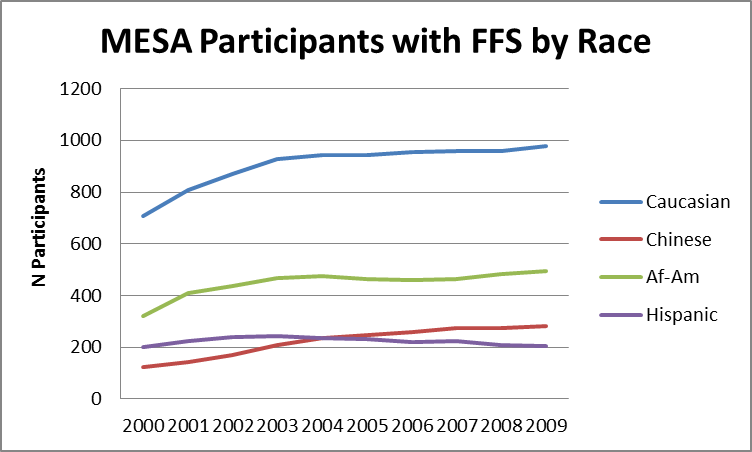 MESA Participants with FFS by Race
1200
1000
800
600
400
200
0
N Participants
2000 2001 2002 2003 2004 2005 2006 2007 2008 2009
Caucasian
Chinese
Af-Am
Hispanic